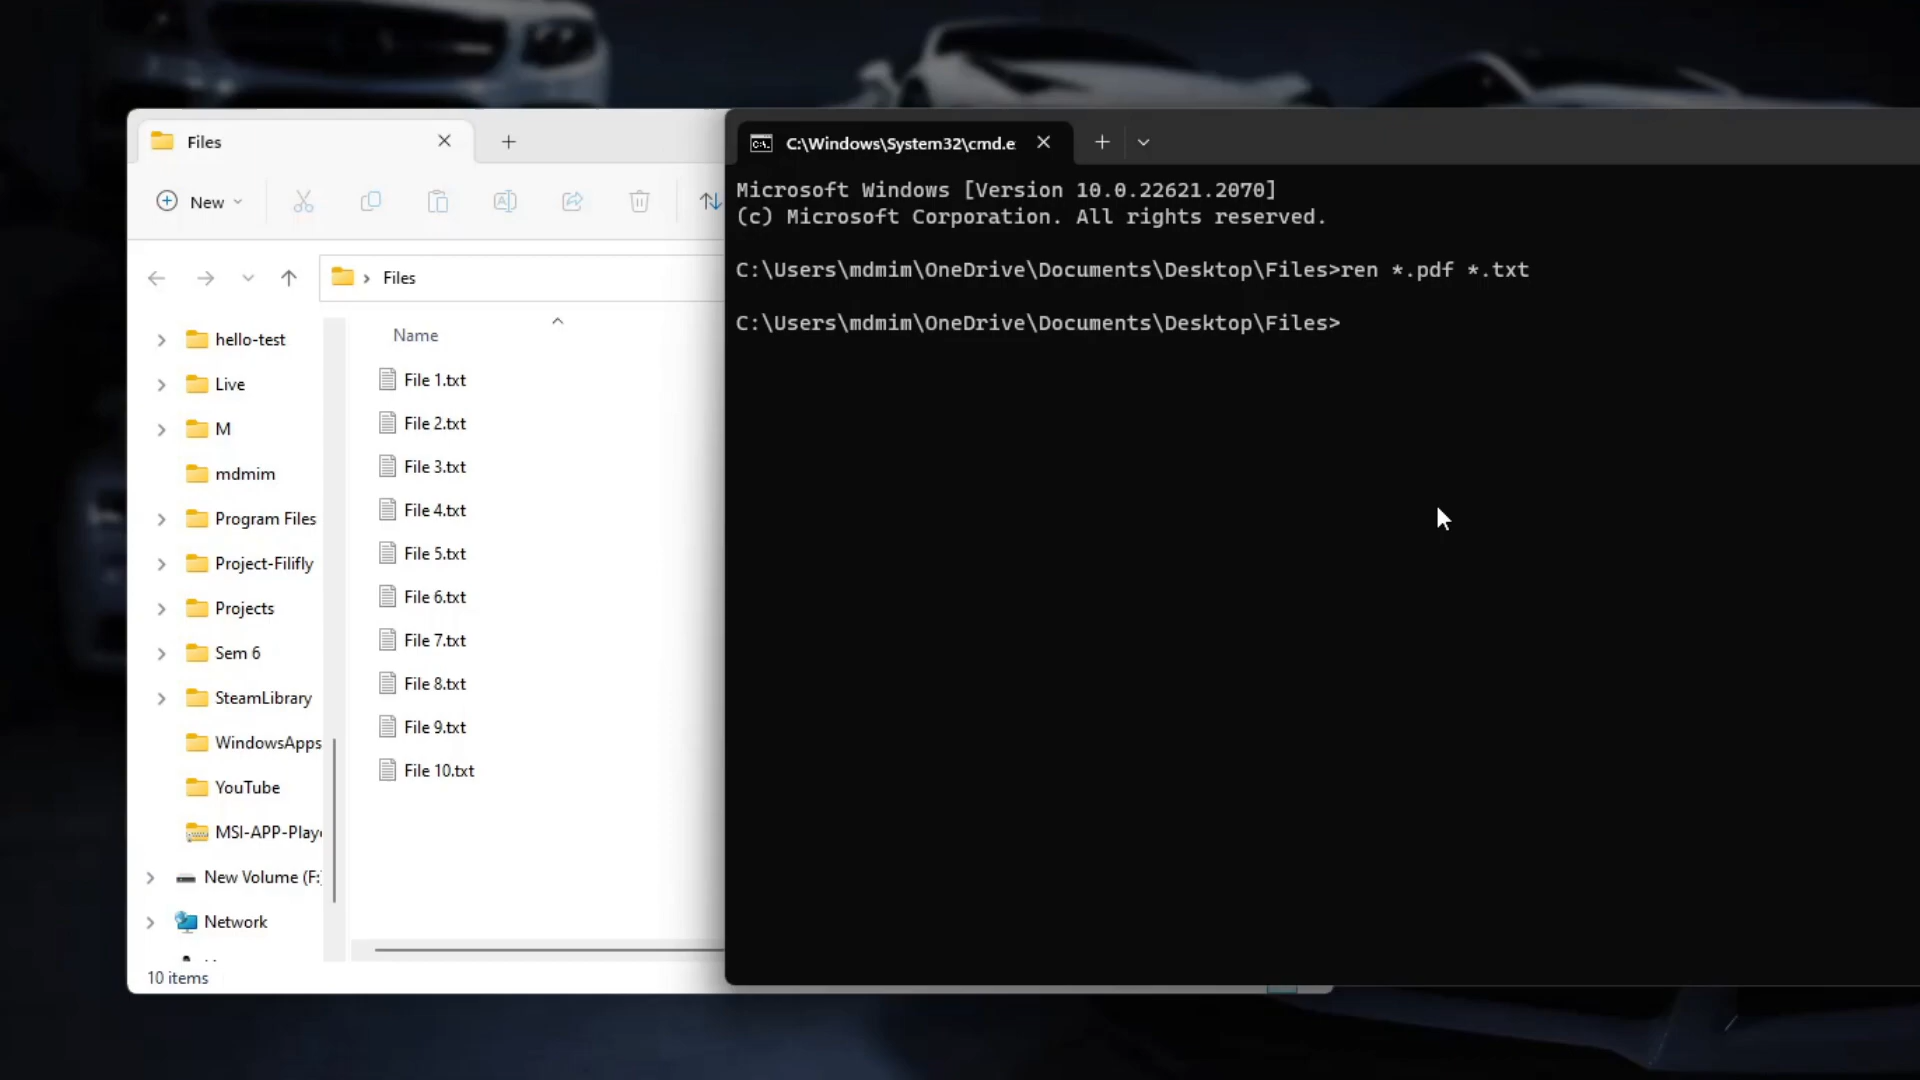 Files
New
Files
hello-test
Live
M
mdmim
Program Files
Project-Filifly
Projects
Sem 6
SteamLibrary
WindowsApps
YouTube
MSI-APP-Play
New Volume (F:
Network
Name
File 1.txt
File 2.txt
File 3.txt
File 4.txt
File 5.txt
File 6.txt
File 7.txt
File 8.txt
File 9.txt
File 10.txt
10 items
C:\Windows\System32\cmd.e
Microsoft Windows [Version 10.0.22621.2070]
(c) Microsoft Corporation. All rights reserved.
C:\Users\mdmim\OneDrive\Documents\Desktop\Files>ren *.pdf *.txt
C:\Users\mdmim\OneDrive\Documents\Desktop\Files>